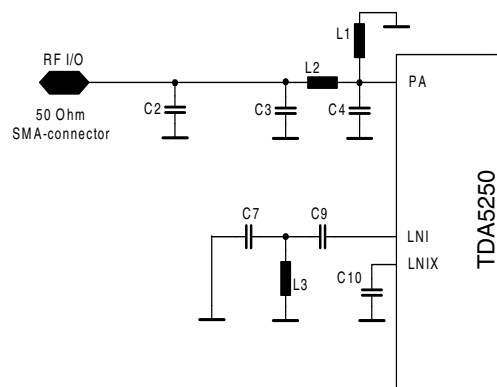 L1
RF I/O
L2
PA
C2
C3
C4
50 Ohm
SMA-connector
C7
C9
LNI
TDA5250
LNIX
C10
L3